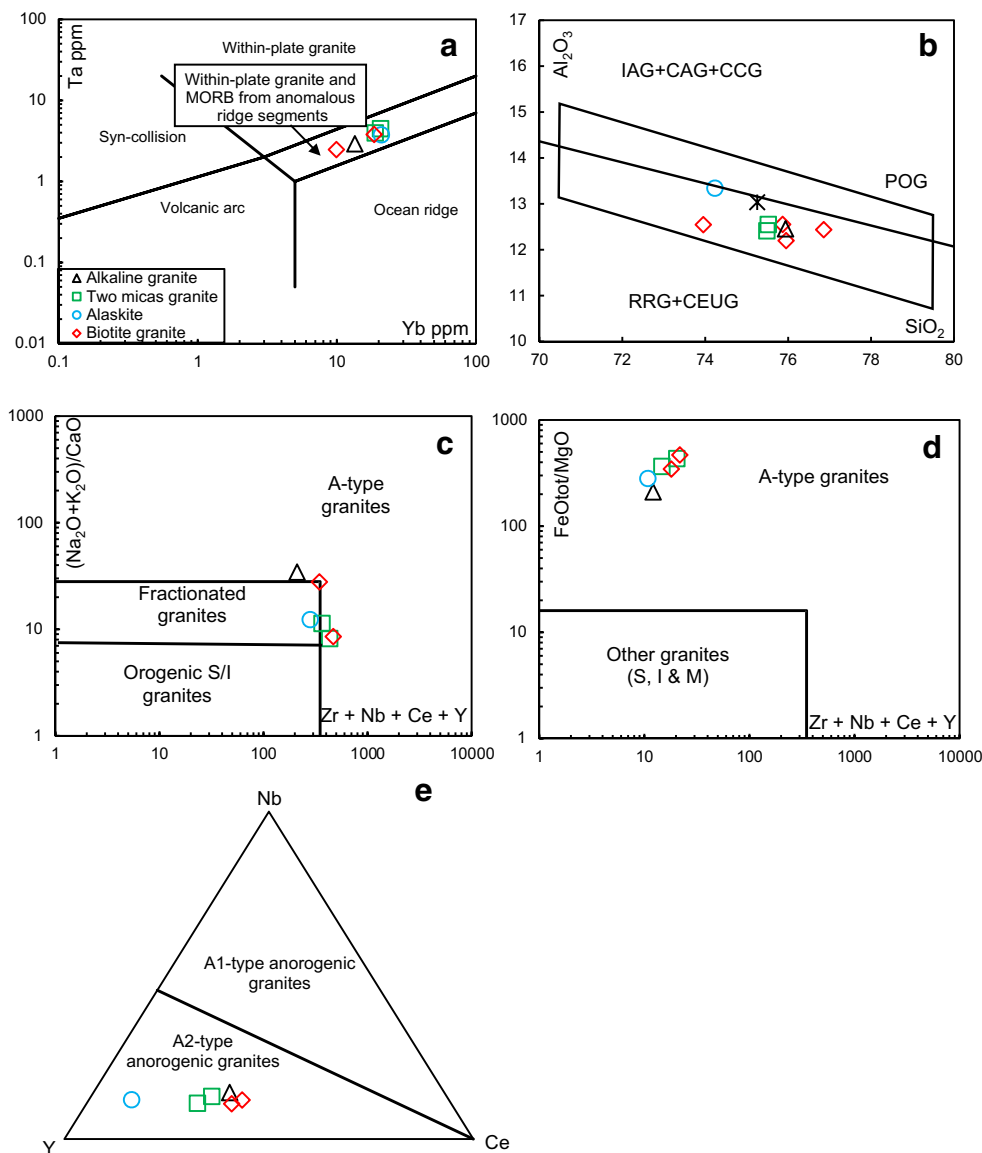 100
10
1
0.1
0.01
0.1
1
10
100
Ta ppm
Yb ppm
a
Within-plate granite
Within-plate granite and
MORB from anomalous
ridge segments
Syn-collision
Volcanic arc
Ocean ridge
Alkaline granite
Two micas granite
Alaskite
Biotite granite
17
16
15
14
13
12
11
10
70
72
74
76
78
80
Al₂O₃
SiO₂
b
IAG+CAG+CCG
POG
RRG+CEUG
1000
100
10
1
1
10
100
1000
10000
(Na₂O+K₂O)/CaO
Zr + Nb + Ce + Y
c
A-type
granites
Fractionated
granites
Orogenic S/I
granites
1000
100
10
1
1
10
100
1000
10000
FeOtot/MgO
Zr + Nb + Ce + Y
d
A-type granites
Other granites
(S, I & M)
e
Nb
A1-type anorogenic
granites
A2-type
anorogenic granites
Y
Ce